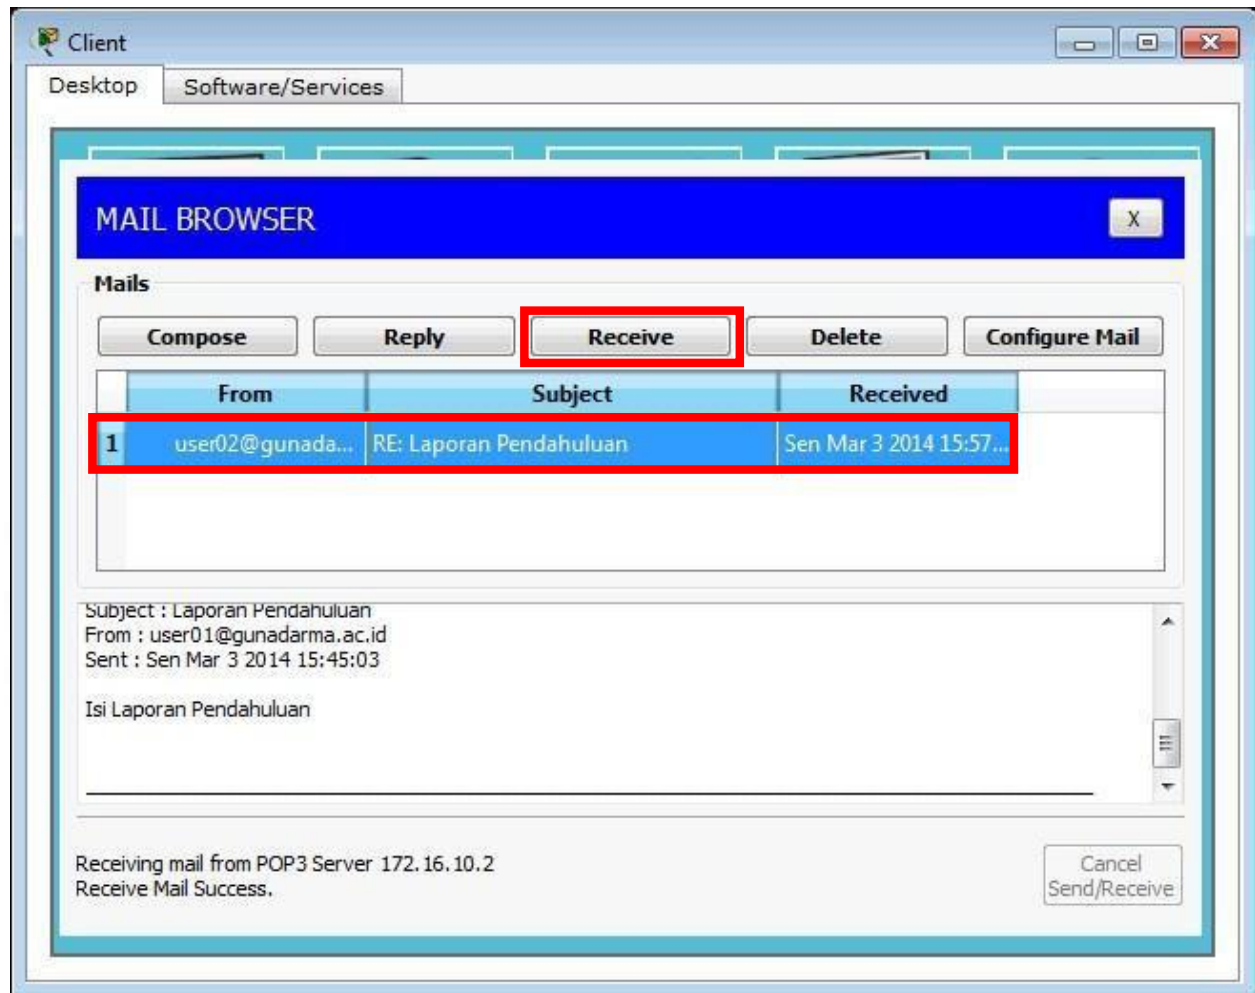 Client
Desktop Software/Services
MAIL BROWSER X
Mails
Compose Reply Receive Delete Configure Mail
From Subject Received
1 user02@gunada... RE: Laporan Pendahuluan Sen Mar 3 2014 15:57...
Subject : Laporan Pendahuluan
From : user01@gunadarma.ac.id
Sent : Sen Mar 3 2014 15:45:03
Isi Laporan Pendahuluan
Receiving mail from POP3 Server 172.16.10.2
Receive Mail Success.
Cancel
Send/Receive